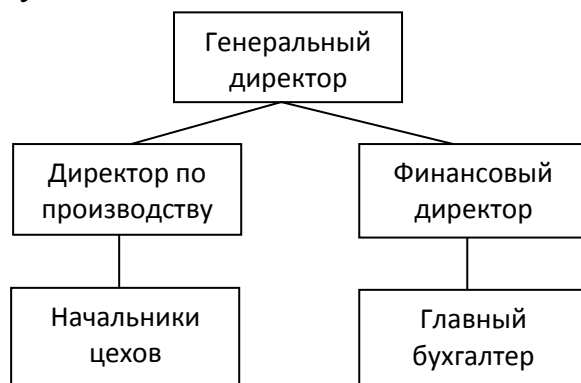 Генеральный
директор
Директор по
производству
Финансовый
директор
Начальники
цехов
Главный
бухгалтер